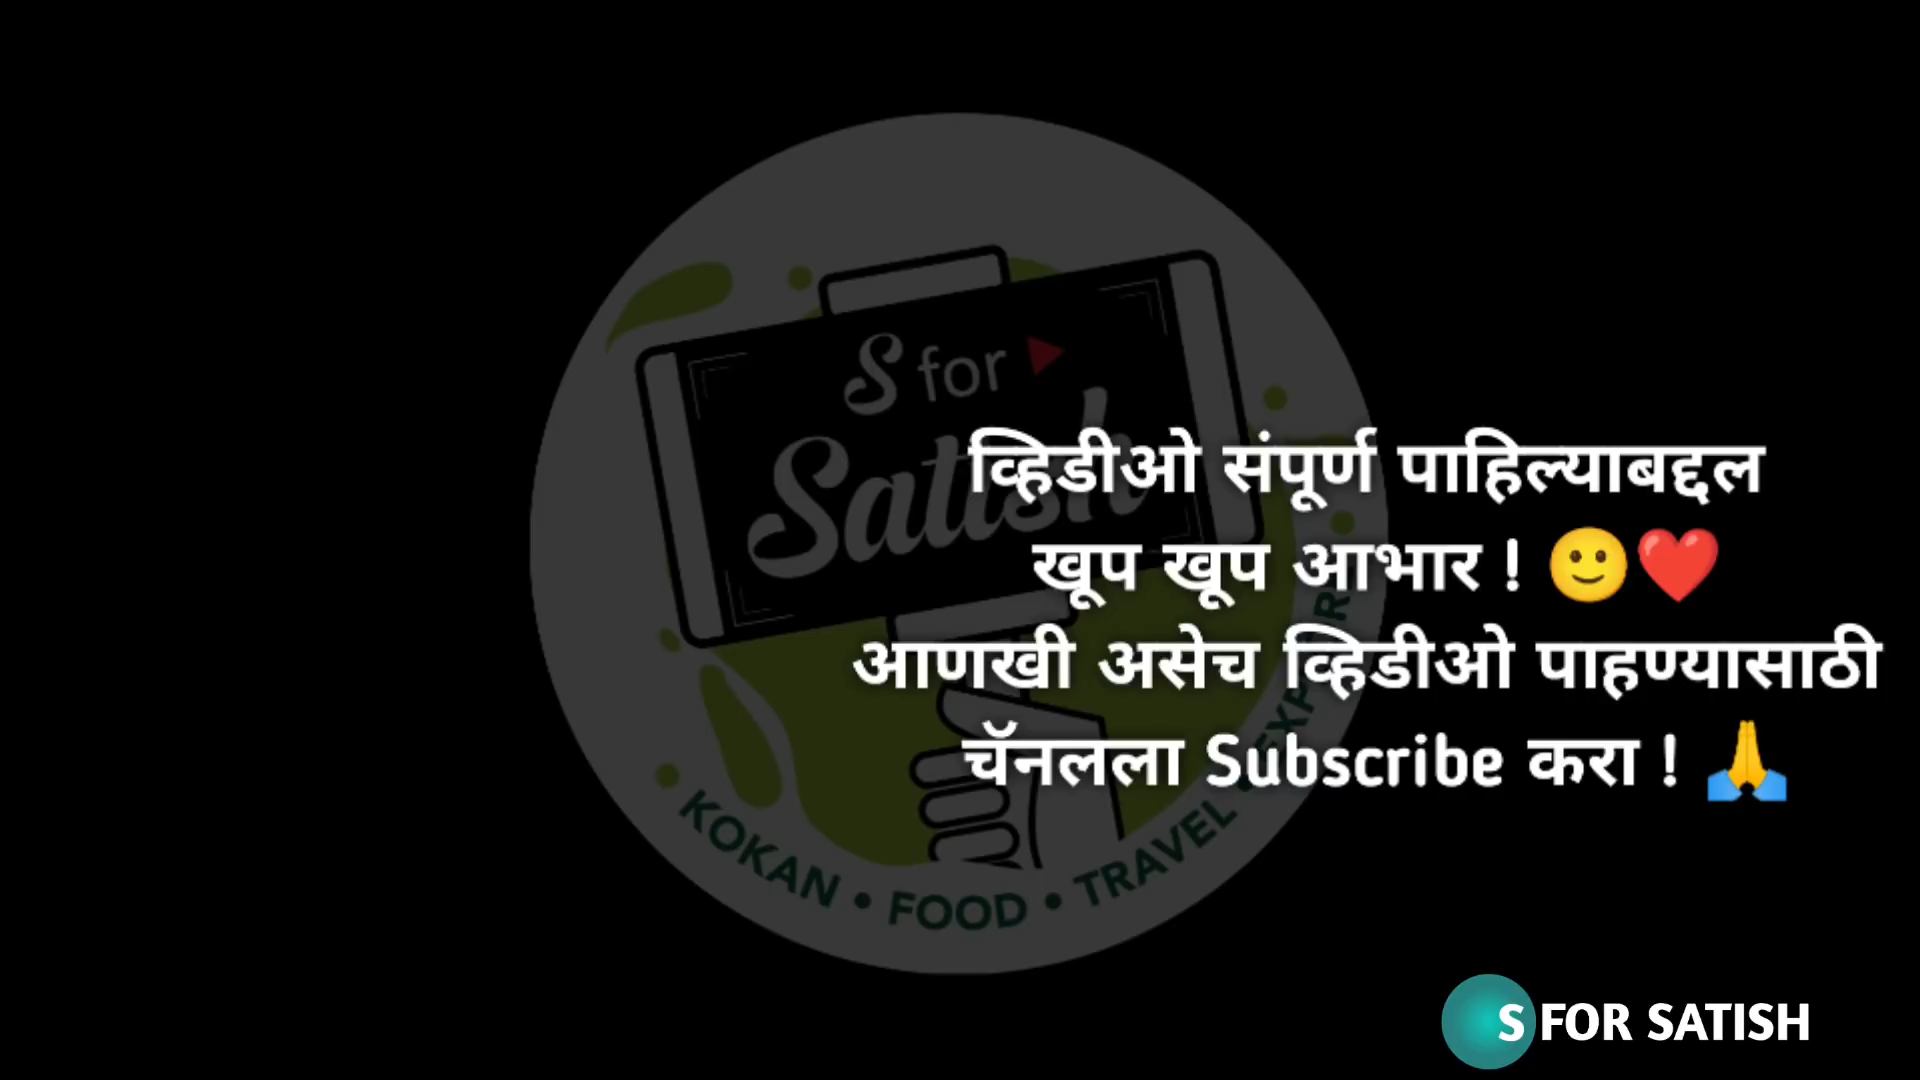 S for
Satish
व्हिडीओ संपूर्ण पाहिल्याबद्दल
खूप खूप आभार ! 🙂❤️
आणखी असेच व्हिडीओ पाहण्यासाठी
चॅनलला Subscribe करा ! 🙏
KOKAN • FOOD • TRAVEL •
S FOR SATISH